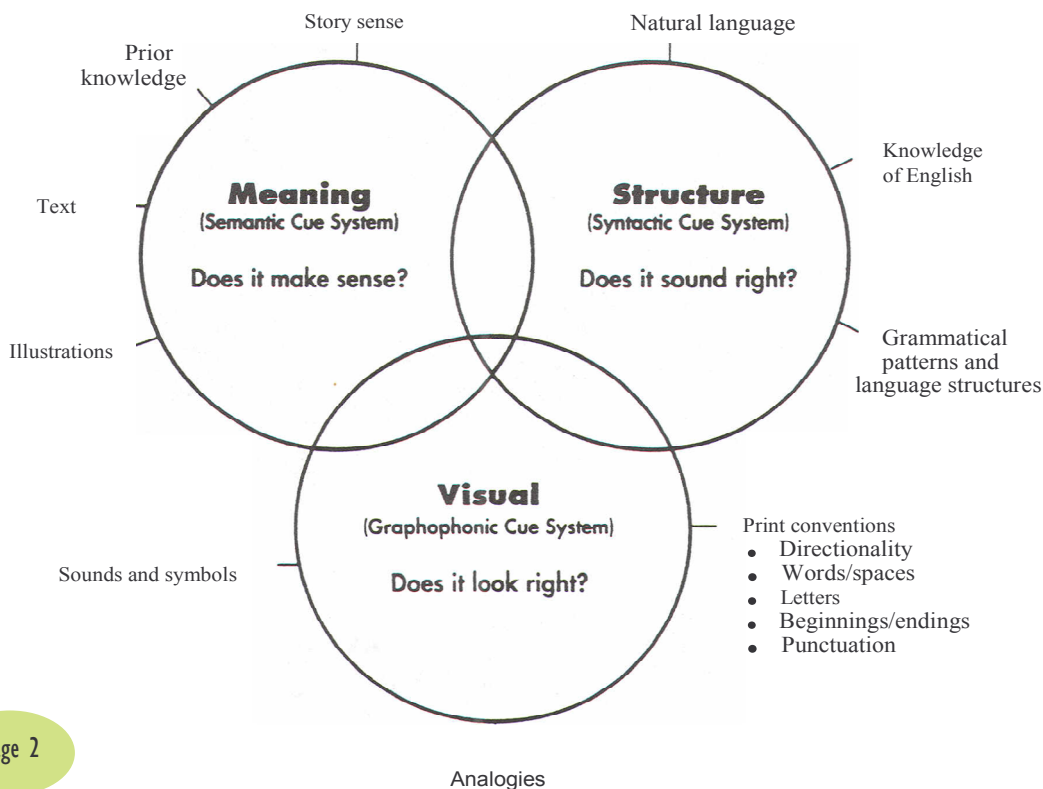 Story sense
Natural language
Prior
knowledge
Knowledge
of English
Text
Meaning
(Semantic Cue System)
Does it make sense?
Structure
(Syntactic Cue System)
Does it sound right?
Illustrations
Grammatical
patterns and
language structures
Visual
(Graphophonic Cue System)
Does it look right?
Sounds and symbols
Print conventions
• Directionality
• Words/spaces
• Letters
• Beginnings/endings
• Punctuation
ge 2
Analogies